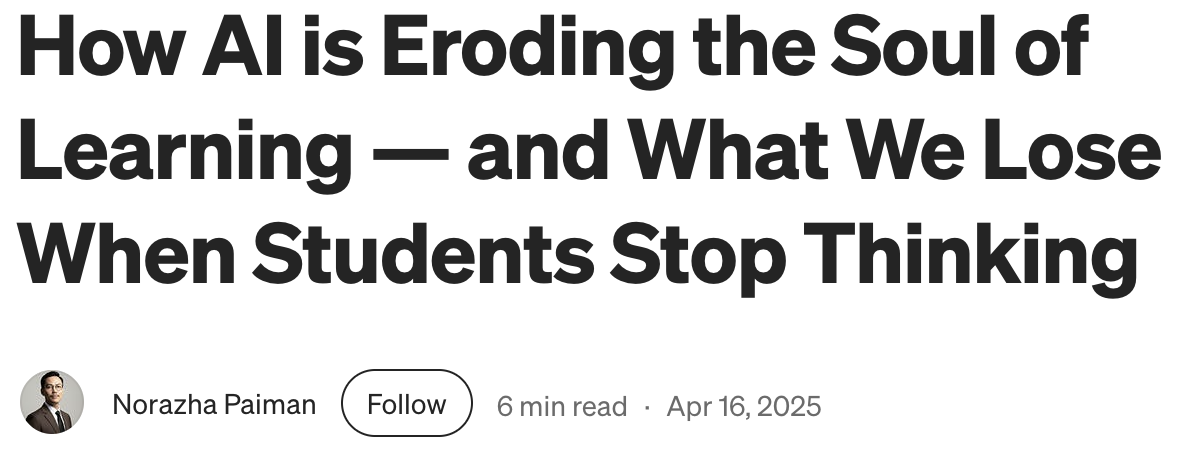 How AI is Eroding the Soul of
Learning — and What We Lose
When Students Stop Thinking
Norazha Paiman Follow 6 min read · Apr 16, 2025